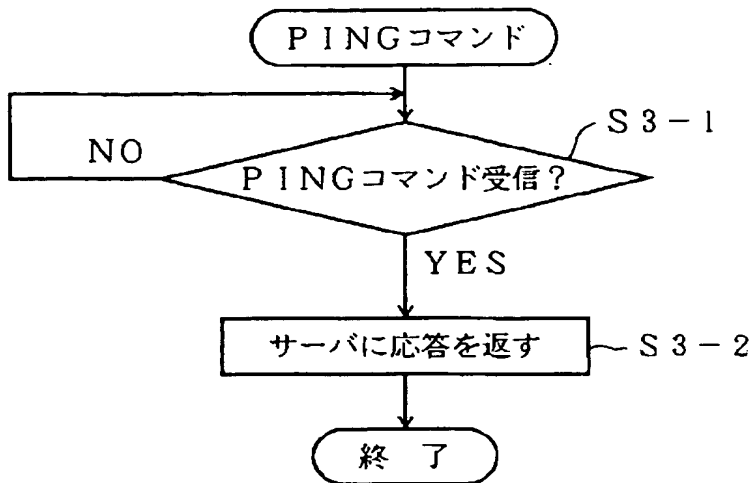 PINGコマンド
S3-1
NO
PINGコマンド受信?
YES
サーバに応答を返す
S3-2
終 了